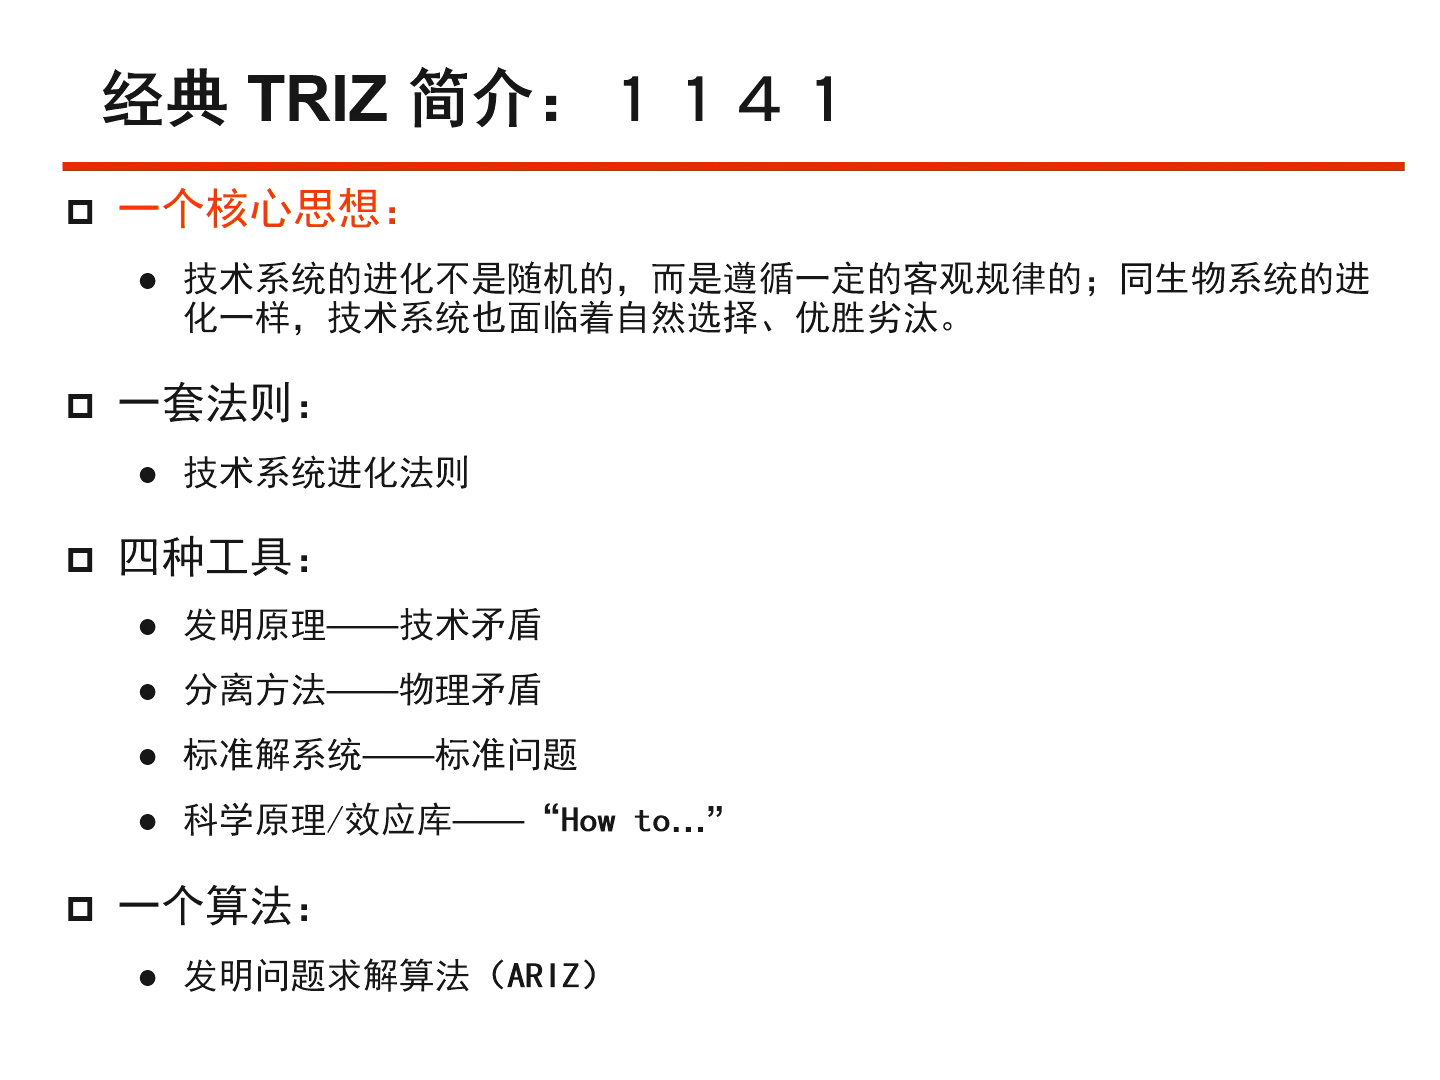 经典 TRIZ 简介：１１４１
一个核心思想：
技术系统的进化不是随机的，而是遵循一定的客观规律的；同生物系统的进
化一样，技术系统也面临着自然选择、优胜劣汰。
一套法则：
技术系统进化法则
四种工具：
发明原理——技术矛盾
分离方法——物理矛盾
标准解系统——标准问题
科学原理/效应库——“How to…”
一个算法：
发明问题求解算法（ARIZ）